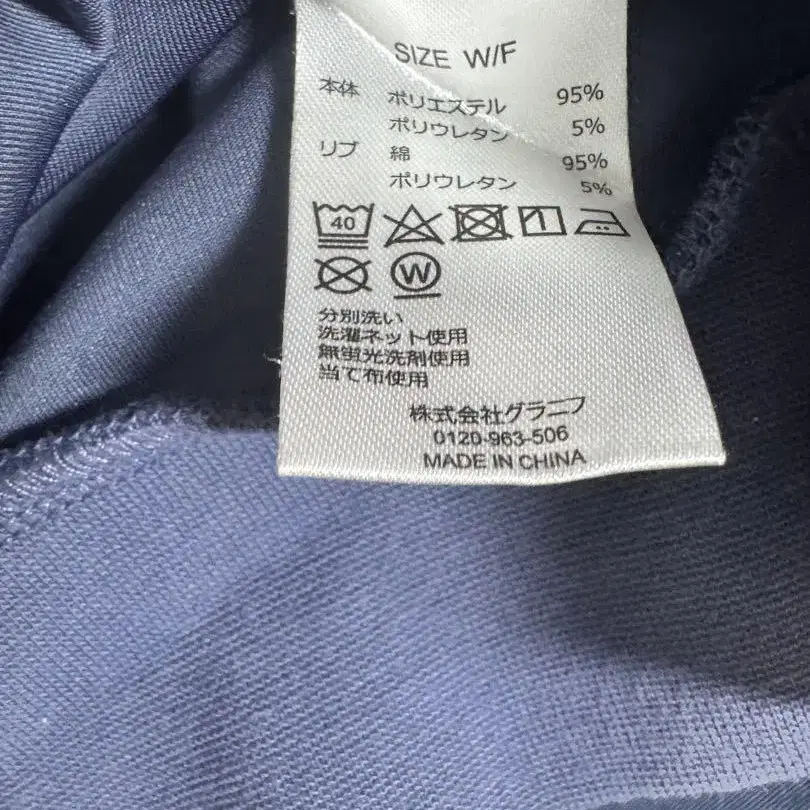 SIZE W/F
本体 ポリエステル 95%
ポリウレタン 5%
リブ 綿 95%
ポリウレタン 5%
40
W
分別洗い
洗濯ネット使用
無蛍光洗剤使用
当て布使用
株式会社グラニフ
0120-963-506
MADE IN CHINA